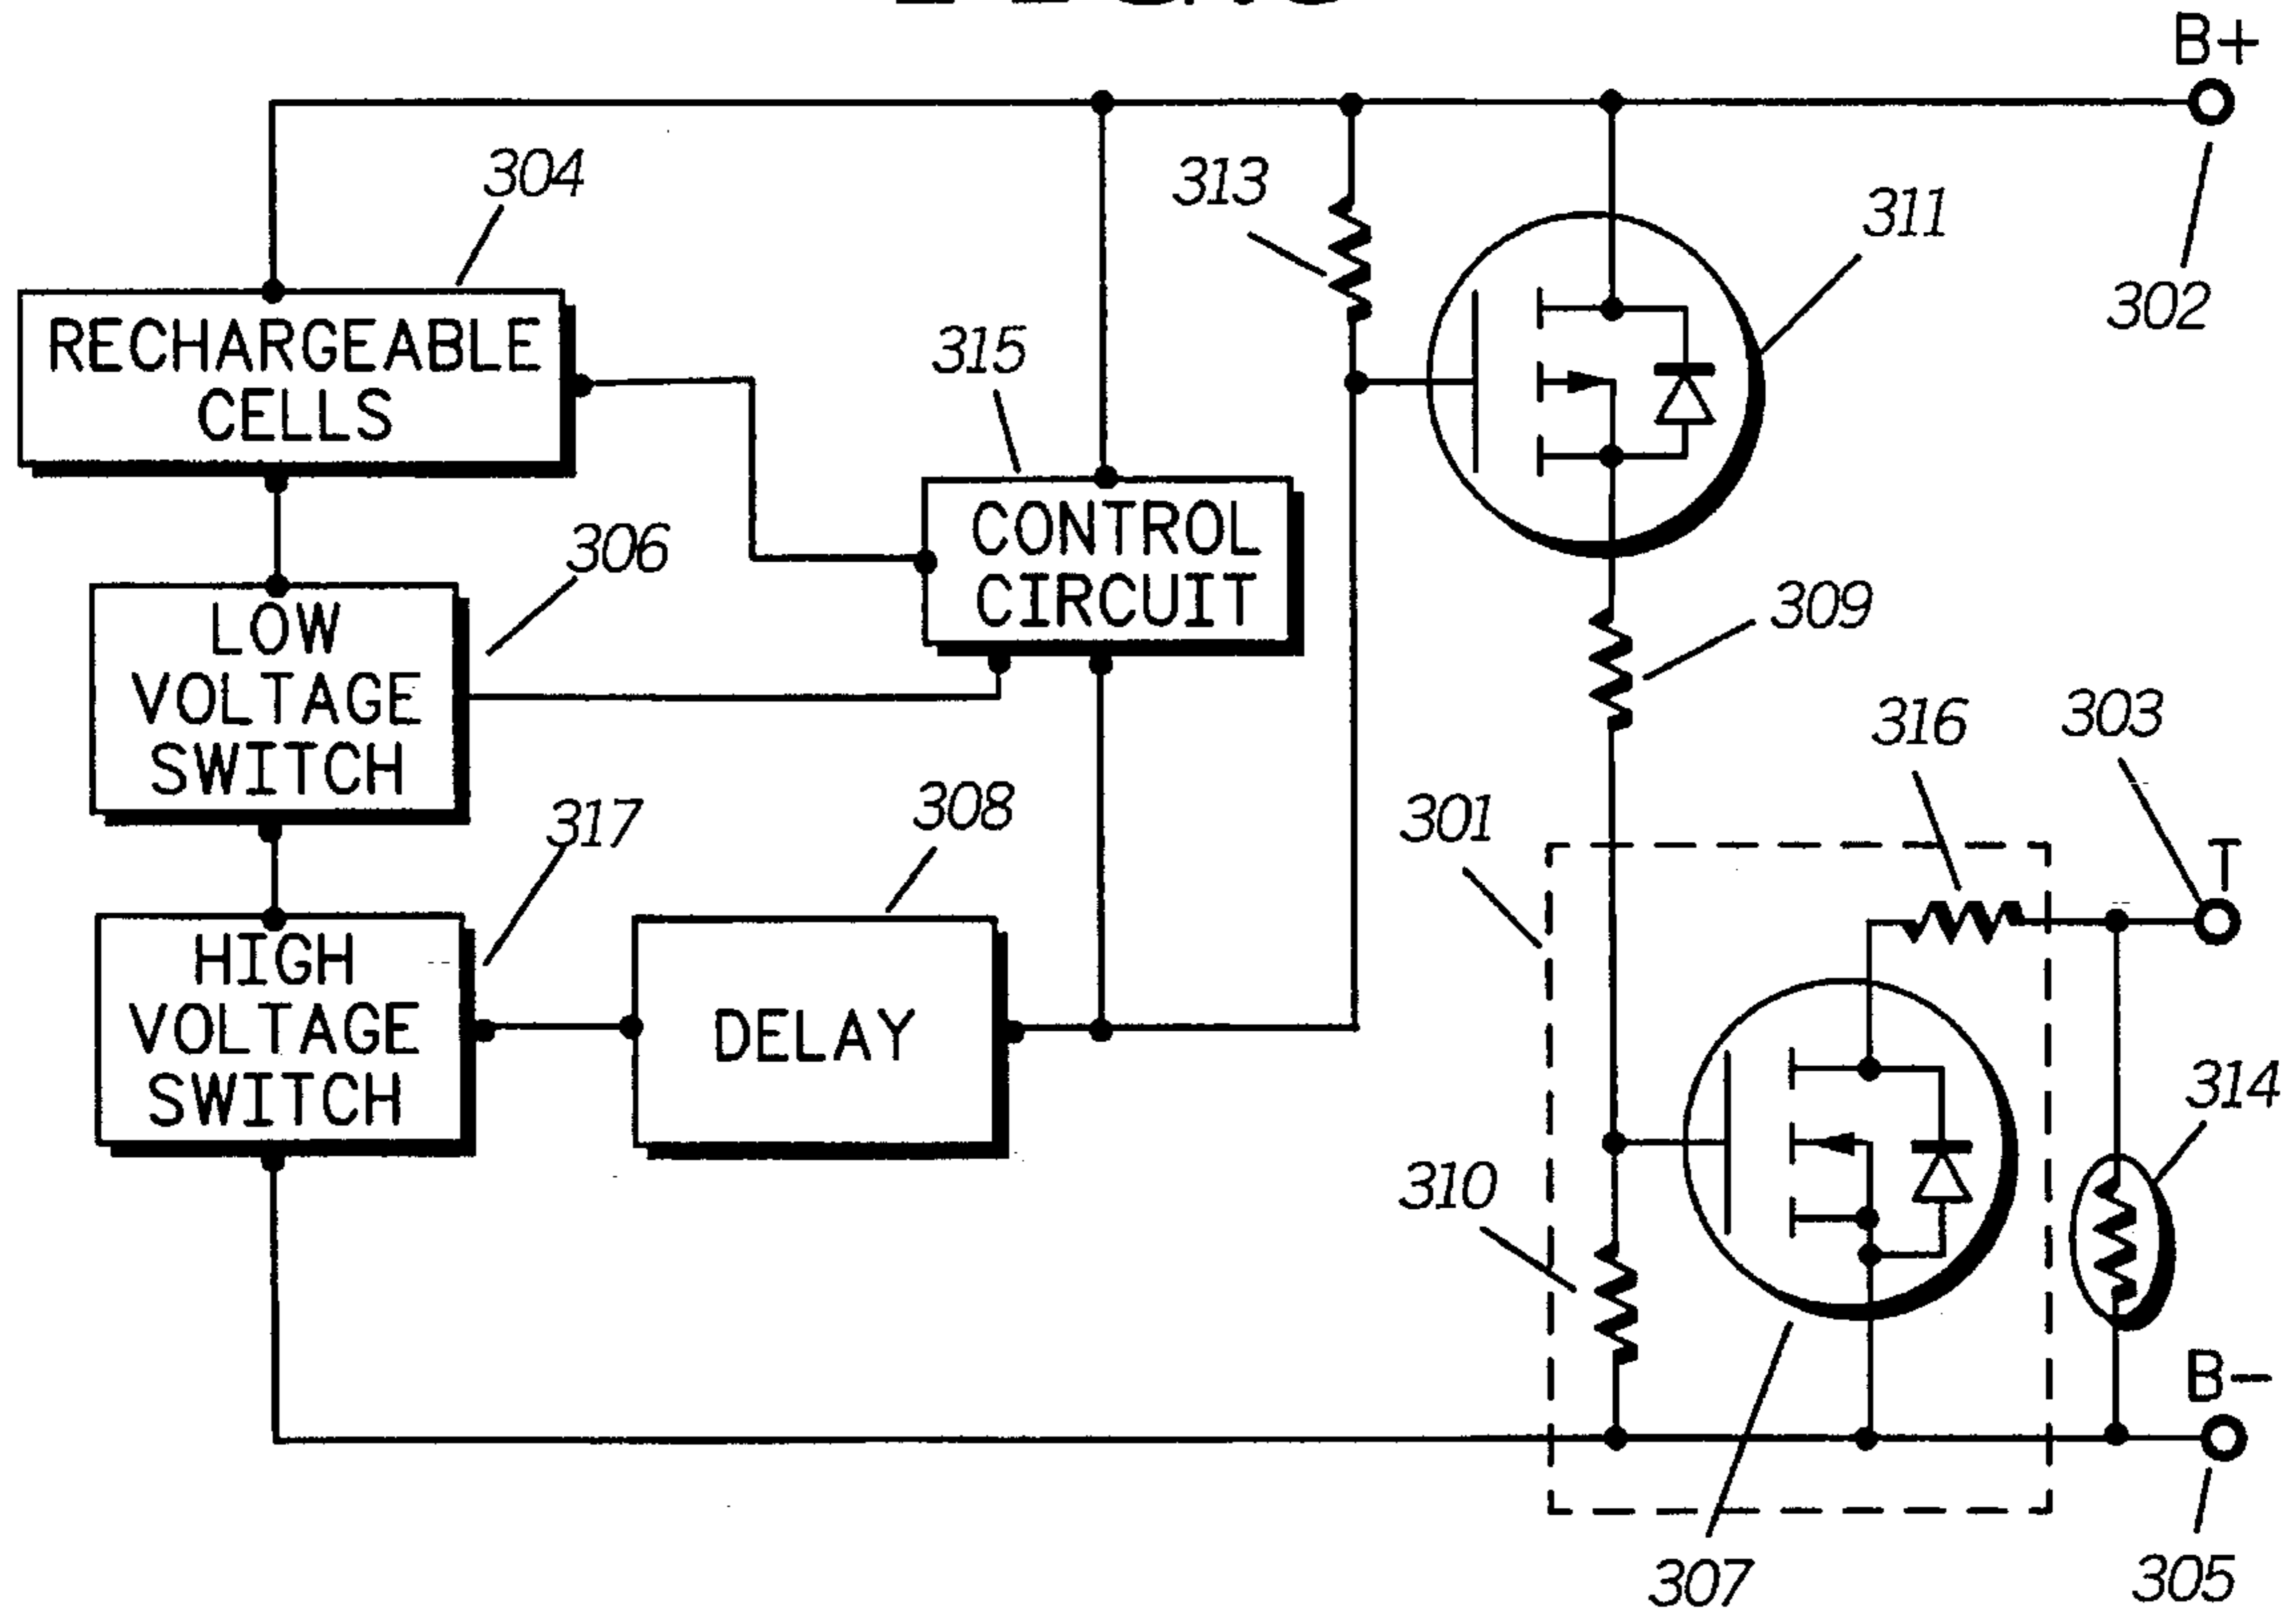 B+
304
313
311
302
RECHARGEABLE
CELLS
315
CONTROL
CIRCUIT
306
309
LOW
VOLTAGE
SWITCH
316
303
308
301
317
T
HIGH
VOLTAGE
SWITCH
DELAY
314
310
B-
307
305